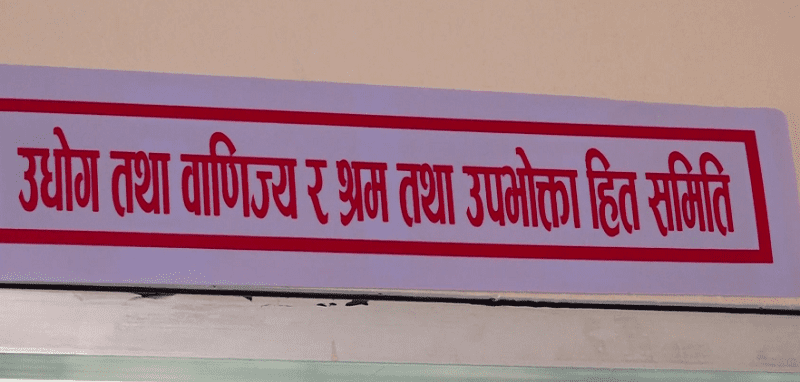 उधोग तथा वाणिज्य र श्रम तथा उपभोक्ता हित समिति